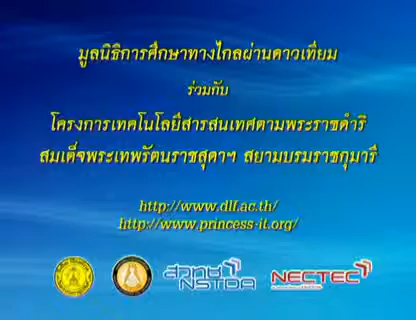 มูลนิธิการศึกษาทางไกลผ่านดาวเทียม
ร่วมกับ
โครงการเทคโนโลยีสารสนเทศตามพระราชดำริ
สมเด็จพระเทพรัตนราชสุดาฯ สยามบรมราชกุมารี
http://www.dlf.ac.th/
http://www.princess-it.org/
สวทช
NSTDA
NECTEC